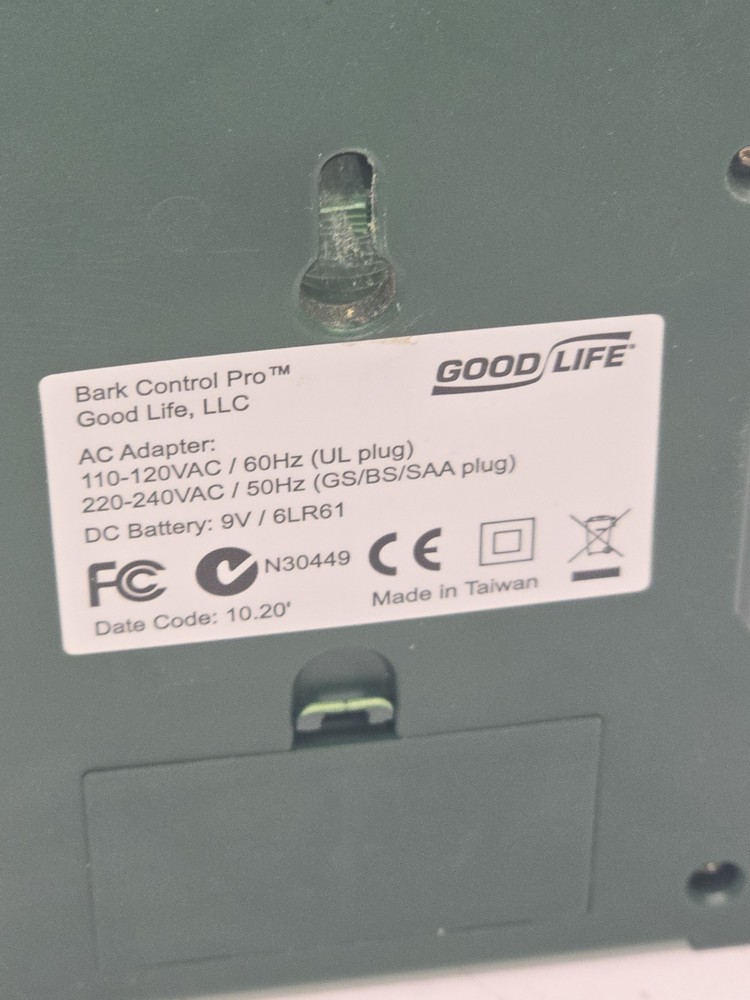 Bark Control Pro™
Good Life, LLC
GOOD LIFE®
AC Adapter:
110-120VAC / 60Hz (UL plug)
220-240VAC / 50Hz (GS/BS/SAA plug)
DC Battery: 9V / 6LR61
FC N30449 CE
Date Code: 10.20'
Made in Taiwan